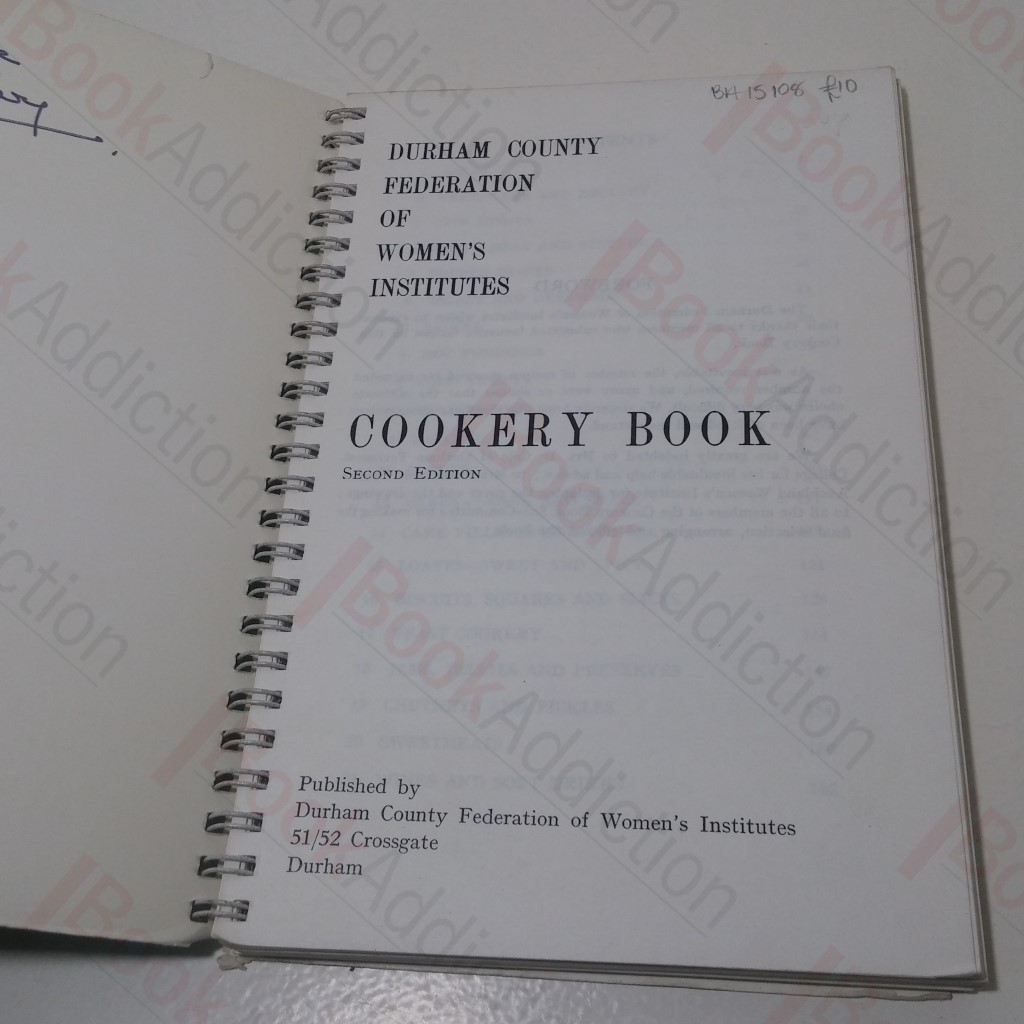 BH 15108 £10
DURHAM COUNTY
FEDERATION
OF
WOMEN'S
INSTITUTES
COOKERY BOOK
SECOND EDITION
Published by
Durham County Federation of Women's Institutes
51/52 Crossgate
Durham
BookAddiction